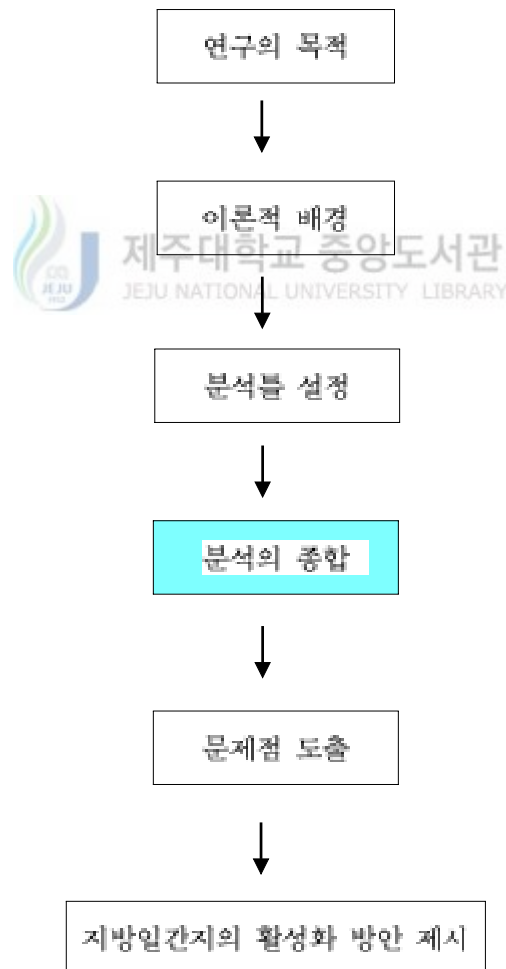 연구의 목적
이론적 배경
제주대학교 중앙도서관
JEJU NATIONAL UNIVERSITY LIBRARY
JEJU
1952
분석틀 설정
분석의 종합
문제점 도출
지방일간지의 활성화 방안 제시